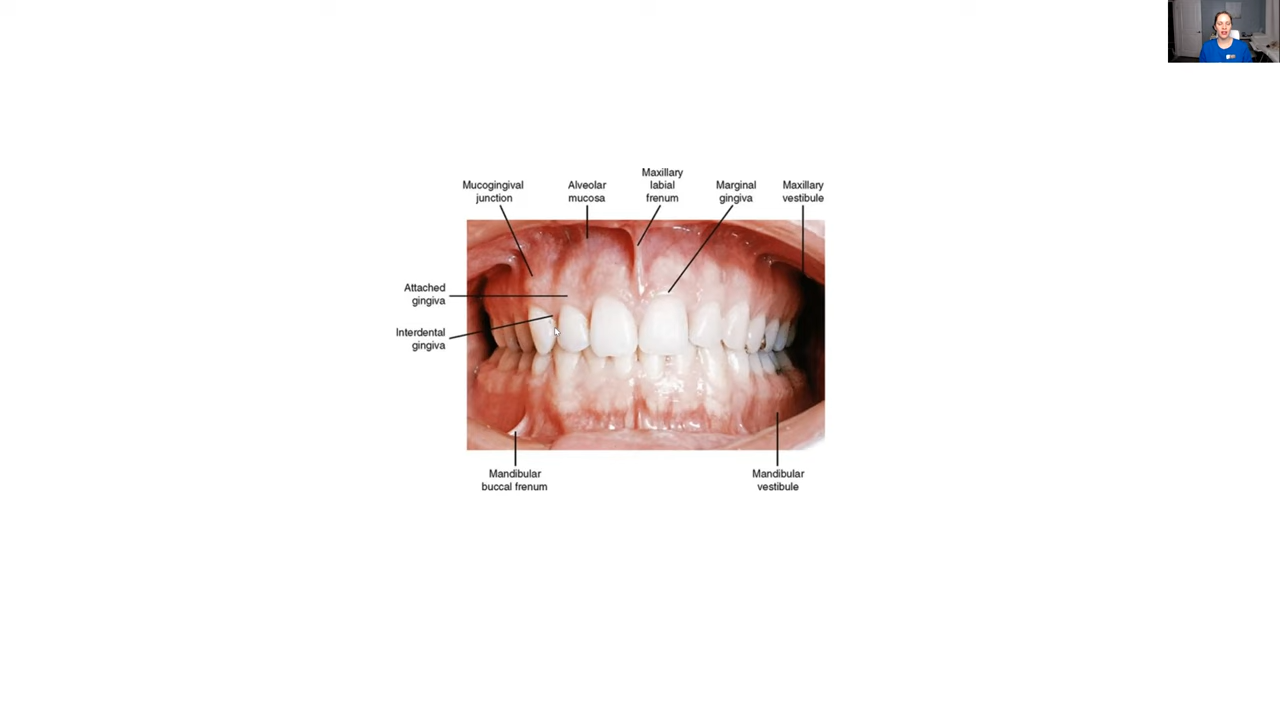 Maxillary
labial
frenum
Mucogingival
junction
Alveolar
mucosa
Marginal
gingiva
Maxillary
vestibule
Attached
gingiva
Interdental
gingiva
Mandibular
buccal frenum
Mandibular
vestibule